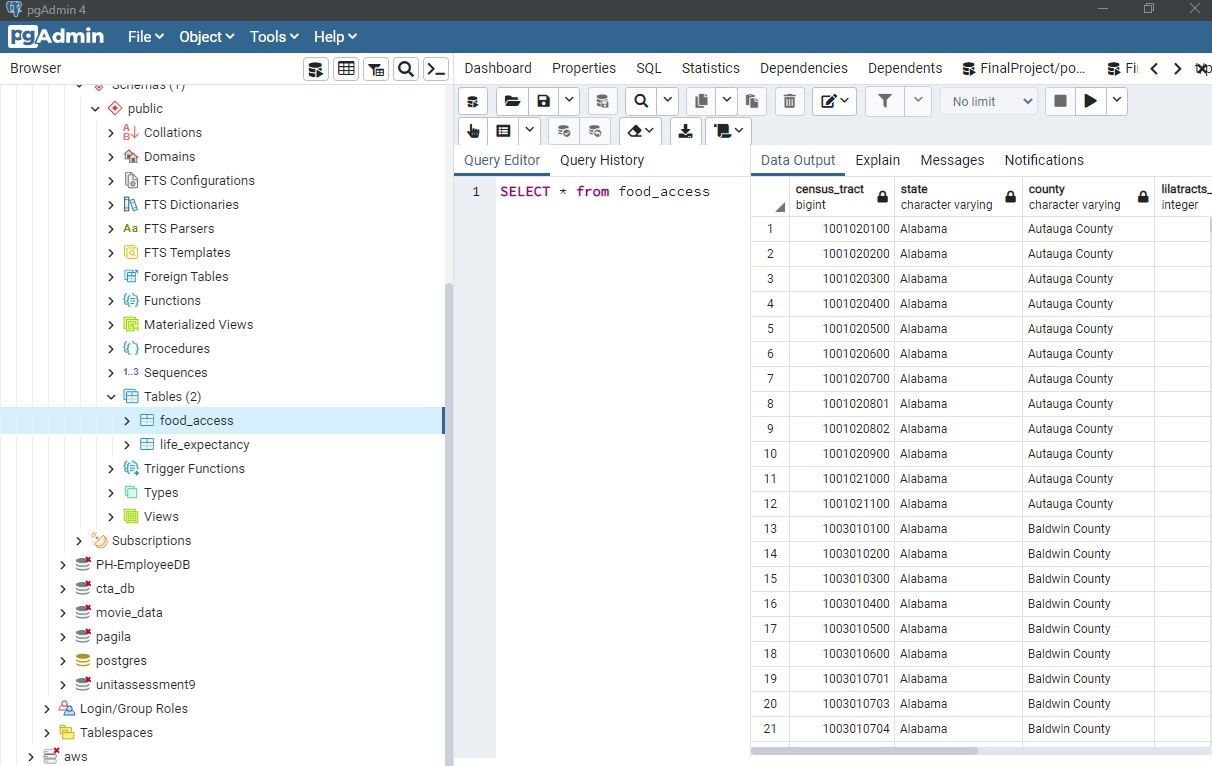 pgAdmin 4
pgAdmin
File Object Tools Help
Browser
Dashboard Properties SQL Statistics Dependencies Dependents FinalProject/po...
Schemas (1)
public
Collations
Domains
FTS Configurations
FTS Dictionaries
Aa FTS Parsers
FTS Templates
Foreign Tables
Functions
Materialized Views
Procedures
1..3 Sequences
Tables (2)
food_access
life_expectancy
Trigger Functions
Types
Views
Subscriptions
PH-EmployeeDB
cta_db
movie_data
pagila
postgres
unitassessment9
Login/Group Roles
Tablespaces
aws
No limit
Query Editor Query History
1 SELECT * from food_access
Data Output Explain Messages Notifications
census_tract state county lilatracts_
bigint character varying character varying integer
1 1001020100 Alabama Autauga County
2 1001020200 Alabama Autauga County
3 1001020300 Alabama Autauga County
4 1001020400 Alabama Autauga County
5 1001020500 Alabama Autauga County
6 1001020600 Alabama Autauga County
7 1001020700 Alabama Autauga County
8 1001020801 Alabama Autauga County
9 1001020802 Alabama Autauga County
10 1001020900 Alabama Autauga County
11 1001021000 Alabama Autauga County
12 1001021100 Alabama Autauga County
13 1003010100 Alabama Baldwin County
14 1003010200 Alabama Baldwin County
15 1003010300 Alabama Baldwin County
16 1003010400 Alabama Baldwin County
17 1003010500 Alabama Baldwin County
18 1003010600 Alabama Baldwin County
19 1003010701 Alabama Baldwin County
20 1003010703 Alabama Baldwin County
21 1003010704 Alabama Baldwin County